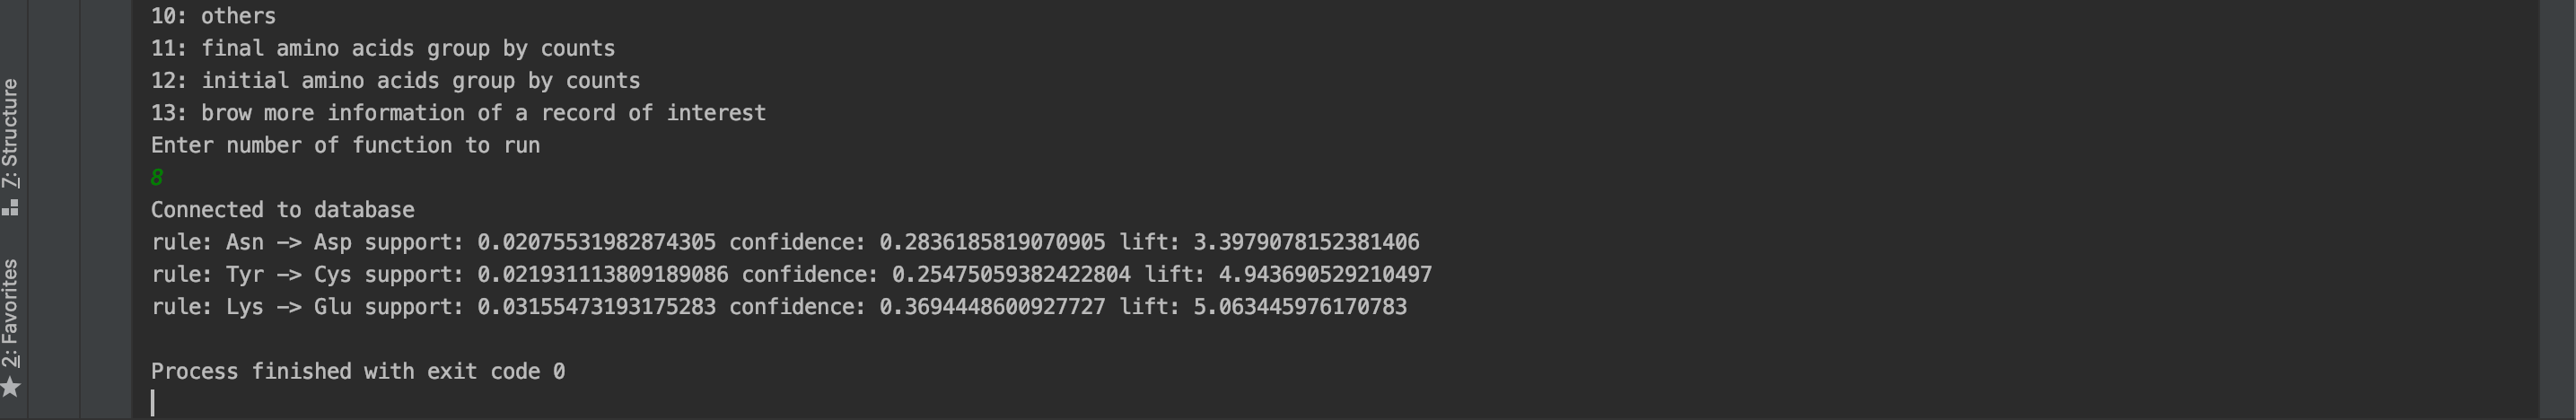 10: others
11: final amino acids group by counts
12: initial amino acids group by counts
13: brow more information of a record of interest
Enter number of function to run
8
Connected to database
rule: Asn -> Asp support: 0.02075531982874305 confidence: 0.2836185819070905 lift: 3.3979078152381406
rule: Tyr -> Cys support: 0.021931113809189086 confidence: 0.25475059382422804 lift: 4.943690529210497
rule: Lys -> Glu support: 0.03155473193175283 confidence: 0.3694448600927727 lift: 5.063445976170783
Process finished with exit code 0
7: Structure
2: Favorites